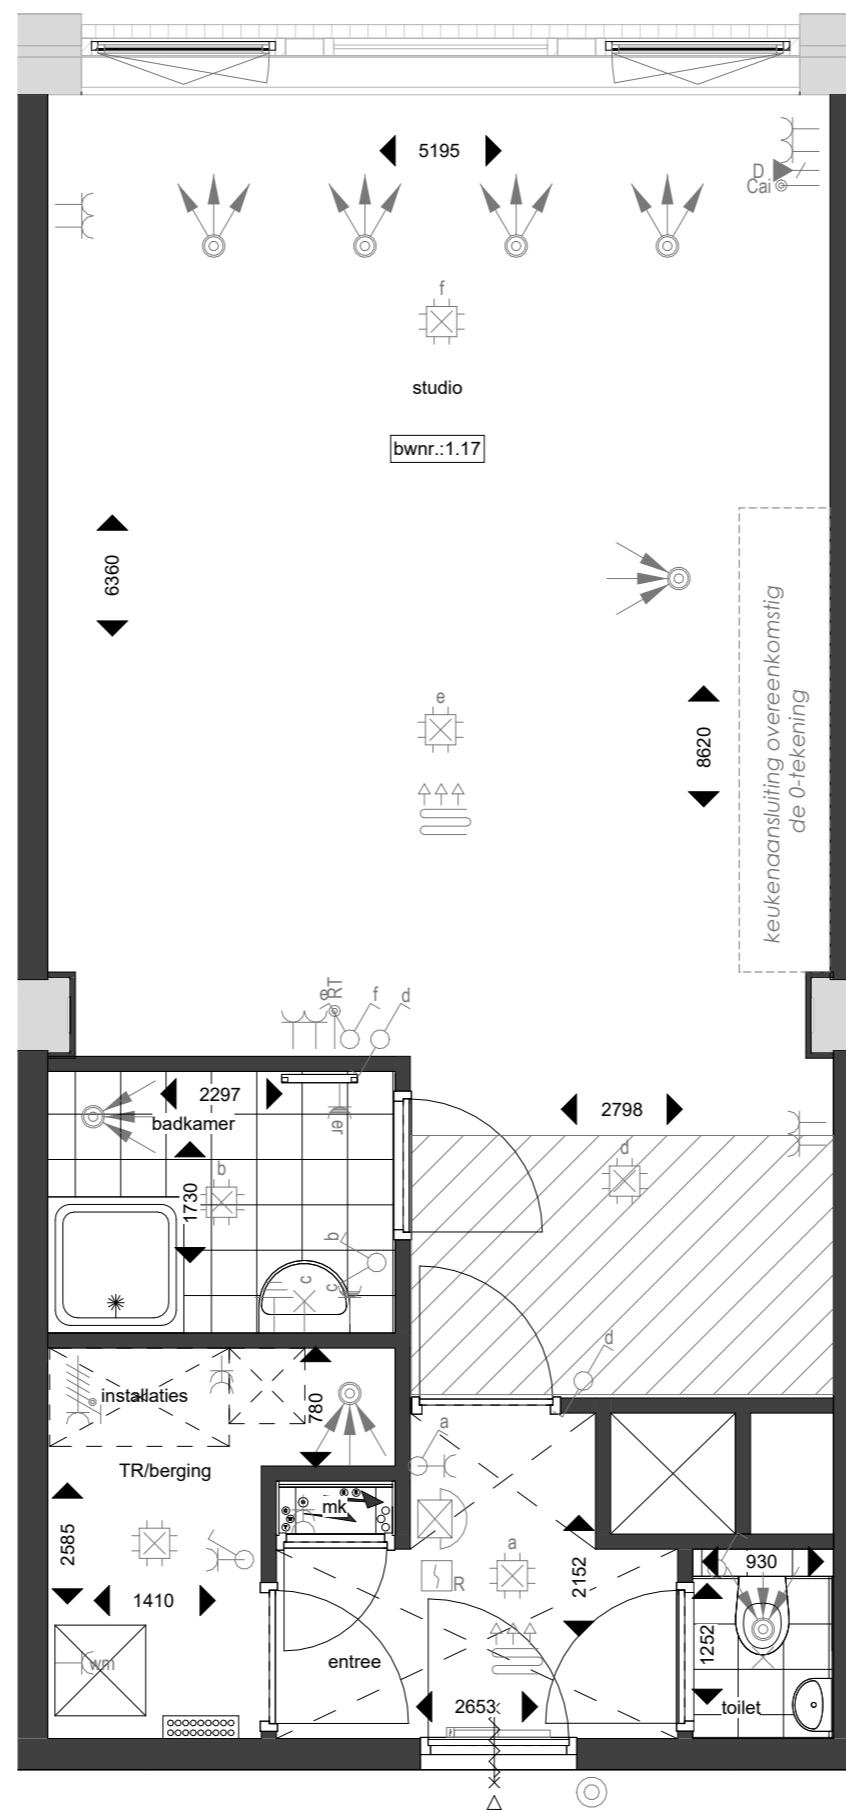 5195
D
Cai
f
studio
bwnr.:1.17
6360
keukenaansluiting overeenkomstig
de 0-tekening
e
8620
RT
e
f
d
2297
badkamer
er
2798
d
b
1730
b
c
c
d
installaties
780
TR/berging
a
mk
2585
a
R
2152
930
1410
1252
wm
entree
2653
toilet